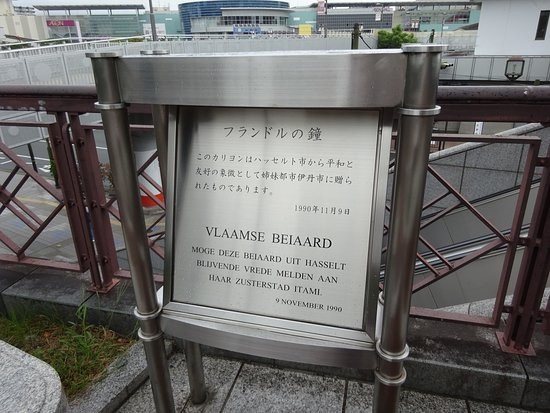 フランドルの鐘
このカリヨンはハッセルト市から平和と
友好の象徴として姉妹都市伊丹市に贈ら
れたものであります。
1990年11月9日
VLAAMSE BEIAARD
MOGE DEZE BEIAARD UIT HASSELT
BLIJVENDE VREDE MELDEN AAN
HAAR ZUSTERSTAD ITAMI.
9 NOVEMBER 1990